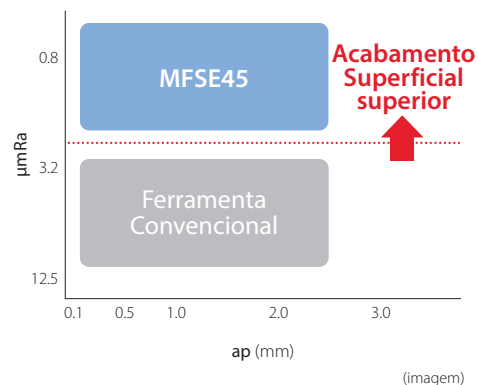 0.8
MFSE45
Acabamento
Superficial
superior
µmRa
3.2
Ferramenta
Convencional
12.5
0.1 0.5 1.0 2.0 3.0
ap (mm)
(imagem)